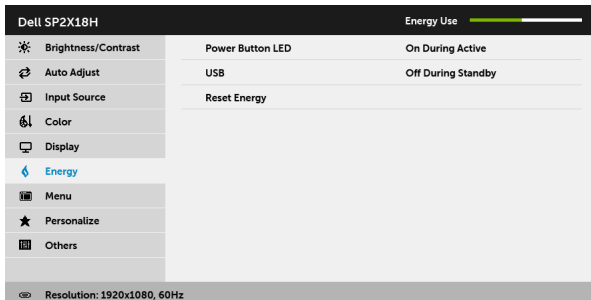 Dell SP2X18H Energy Use
Brightness/Contrast Power Button LED On During Active
Auto Adjust USB Off During Standby
Input Source Reset Energy
Color
Display
Energy
Menu
Personalize
Others
Resolution: 1920x1080, 60Hz